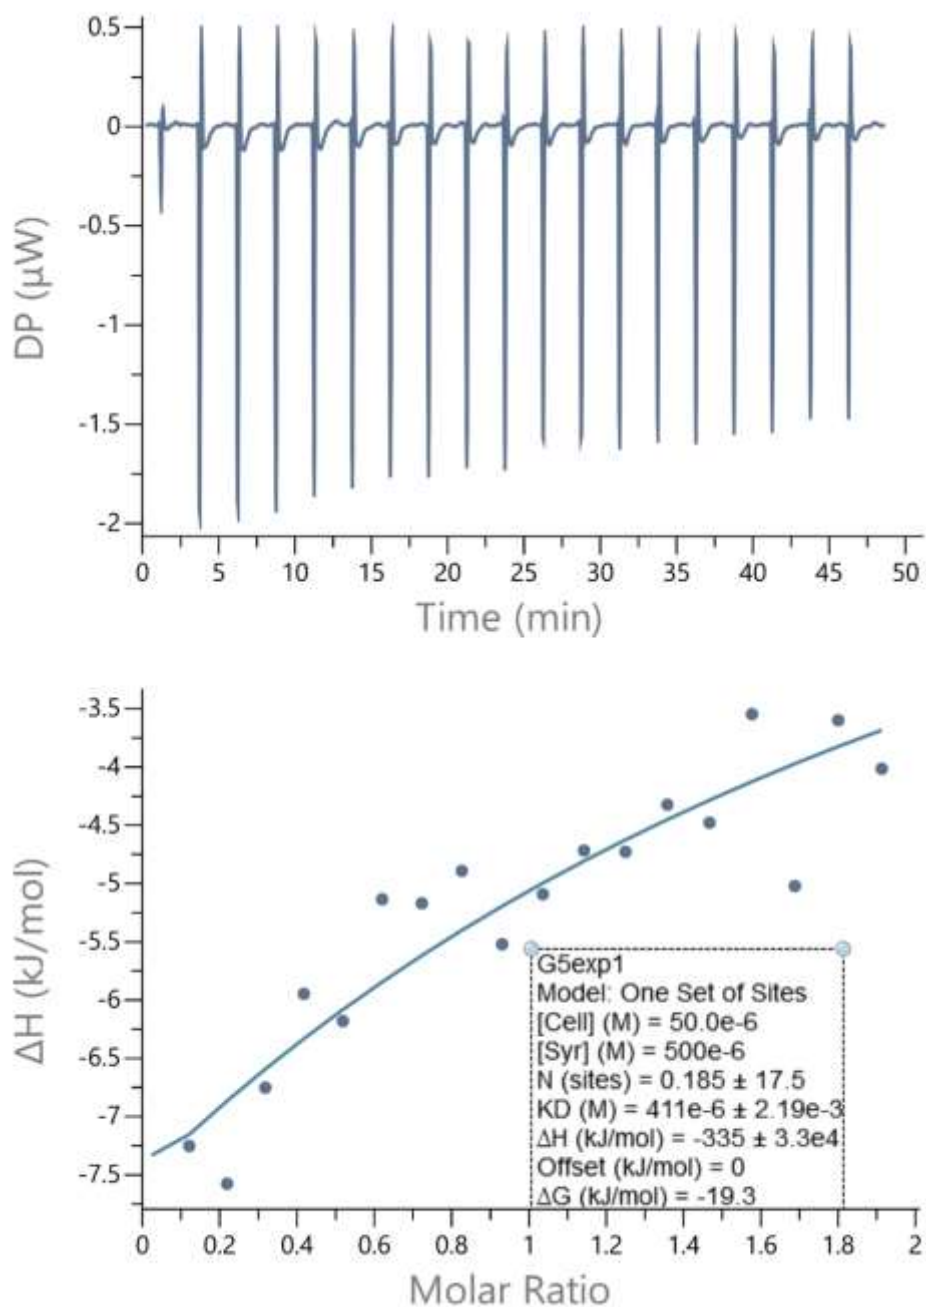 0.5
0
-0.5
-1
-1.5
-2
DP (μW)
0 5 10 15 20 25 30 35 40 45 50
Time (min)
-3.5
-4
-4.5
-5
-5.5
-6
-6.5
-7
-7.5
ΔH (kJ/mol)
G5exp1
Model: One Set of Sites
[Cell] (M) = 50.0e-6
[Syr] (M) = 500e-6
N (sites) = 0.185 ± 17.5
KD (M) = 411e-6 ± 2.19e-3
ΔH (kJ/mol) = -335 ± 3.3e4
Offset (kJ/mol) = 0
ΔG (kJ/mol) = -19.3
0 0.2 0.4 0.6 0.8 1 1.2 1.4 1.6 1.8 2
Molar Ratio